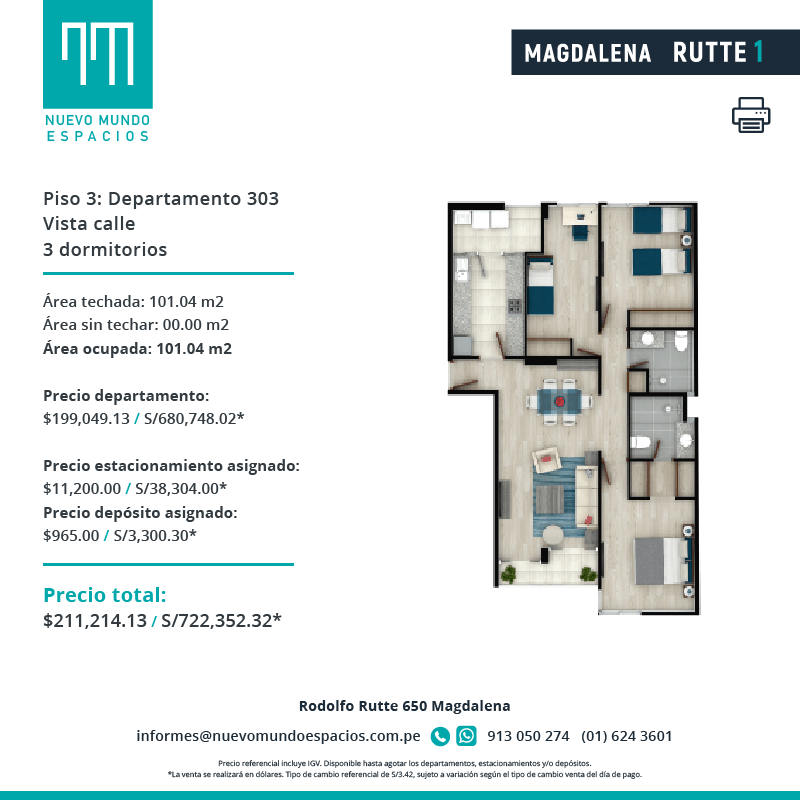 NUEVO MUNDO
ESPACIOS
MAGDALENA RUTTE 1
Piso 3: Departamento 303
Vista calle
3 dormitorios
Área techada: 101.04 m2
Área sin techar: 00.00 m2
Área ocupada: 101.04 m2
Precio departamento:
$199,049.13 / S/680,748.02*
Precio estacionamiento asignado:
$11,200.00 / S/38,304.00*
Precio depósito asignado:
$965.00 / S/3,300.30*
Precio total:
$211,214.13 / S/722,352.32*
Rodolfo Rutte 650 Magdalena
informes@nuevomundoespacios.com.pe 913 050 274 (01) 624 3601
Precio referencial incluye IGV. Disponible hasta agotar los departamentos, estacionamientos y/o depósitos.
*La venta se realizará en dólares. Tipo de cambio referencial de S/3.42, sujeto a variación según el tipo de cambio venta del día de pago.